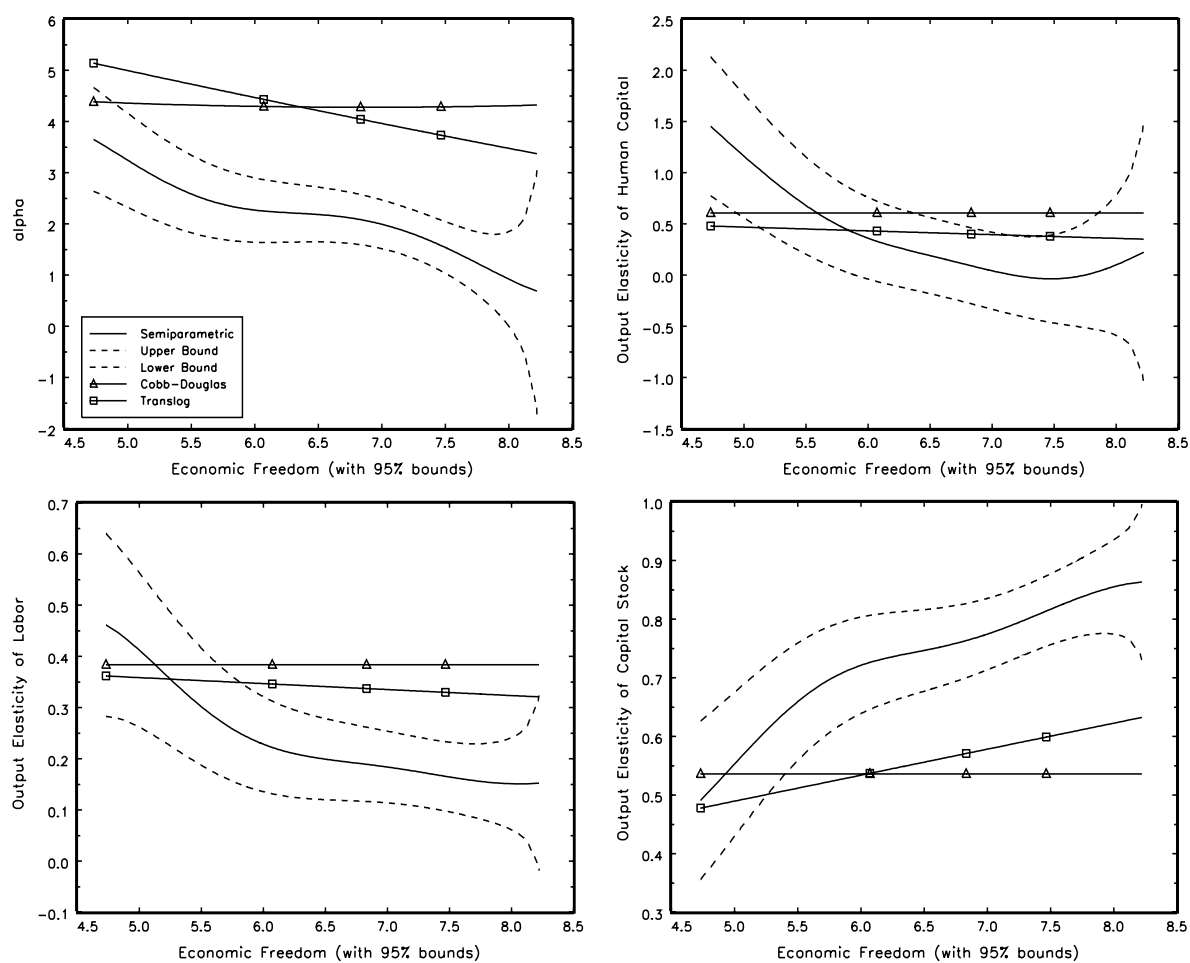 6
5
4
3
2
1
0
−1
−2
alpha
Semiparametric
Upper Bound
Lower Bound
Cobb−Douglas
Translog
4.5 5.0 5.5 6.0 6.5 7.0 7.5 8.0 8.5
Economic Freedom (with 95% bounds)
2.5
2.0
1.5
1.0
0.5
0.0
−0.5
−1.0
−1.5
Output Elasticity of Human Capital
4.5 5.0 5.5 6.0 6.5 7.0 7.5 8.0 8.5
Economic Freedom (with 95% bounds)
0.7
0.6
0.5
0.4
0.3
0.2
0.1
0.0
−0.1
Output Elasticity of Labor
4.5 5.0 5.5 6.0 6.5 7.0 7.5 8.0 8.5
Economic Freedom (with 95% bounds)
1.0
0.9
0.8
0.7
0.6
0.5
0.4
0.3
Output Elasticity of Capital Stock
4.5 5.0 5.5 6.0 6.5 7.0 7.5 8.0 8.5
Economic Freedom (with 95% bounds)